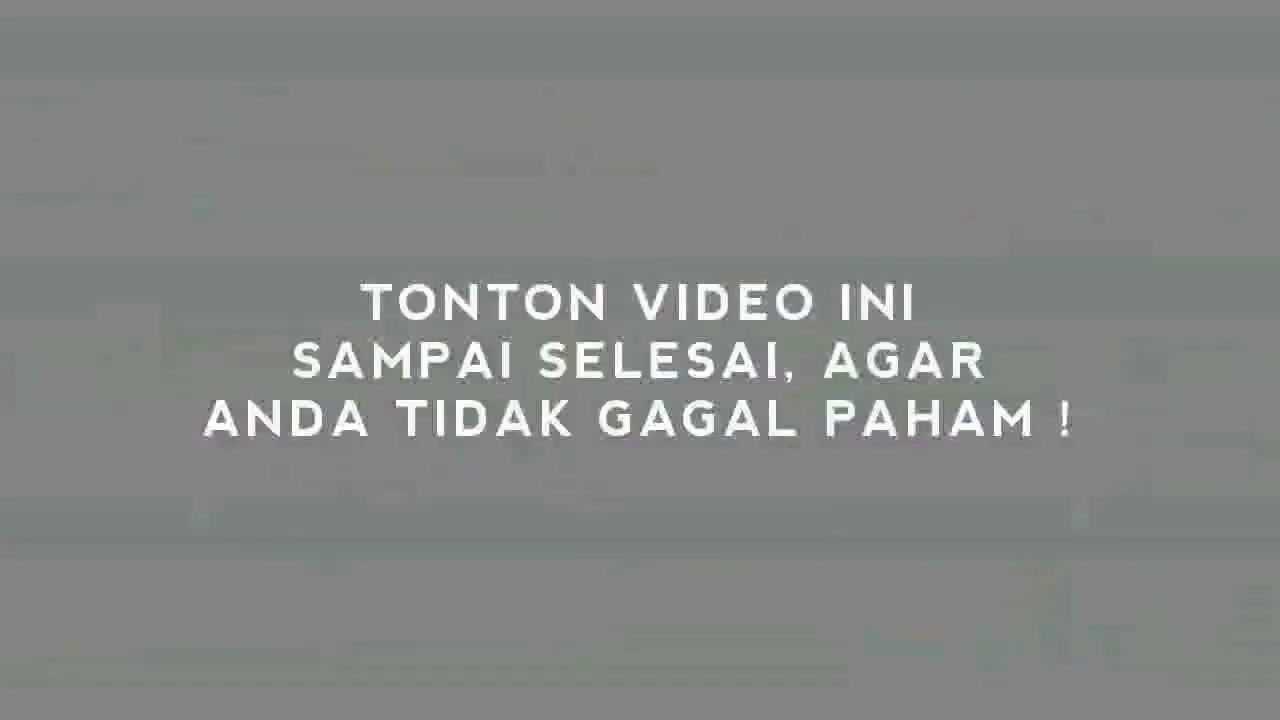 TONTON VIDEO INI
SAMPAI SELESAI, AGAR
ANDA TIDAK GAGAL PAHAM !